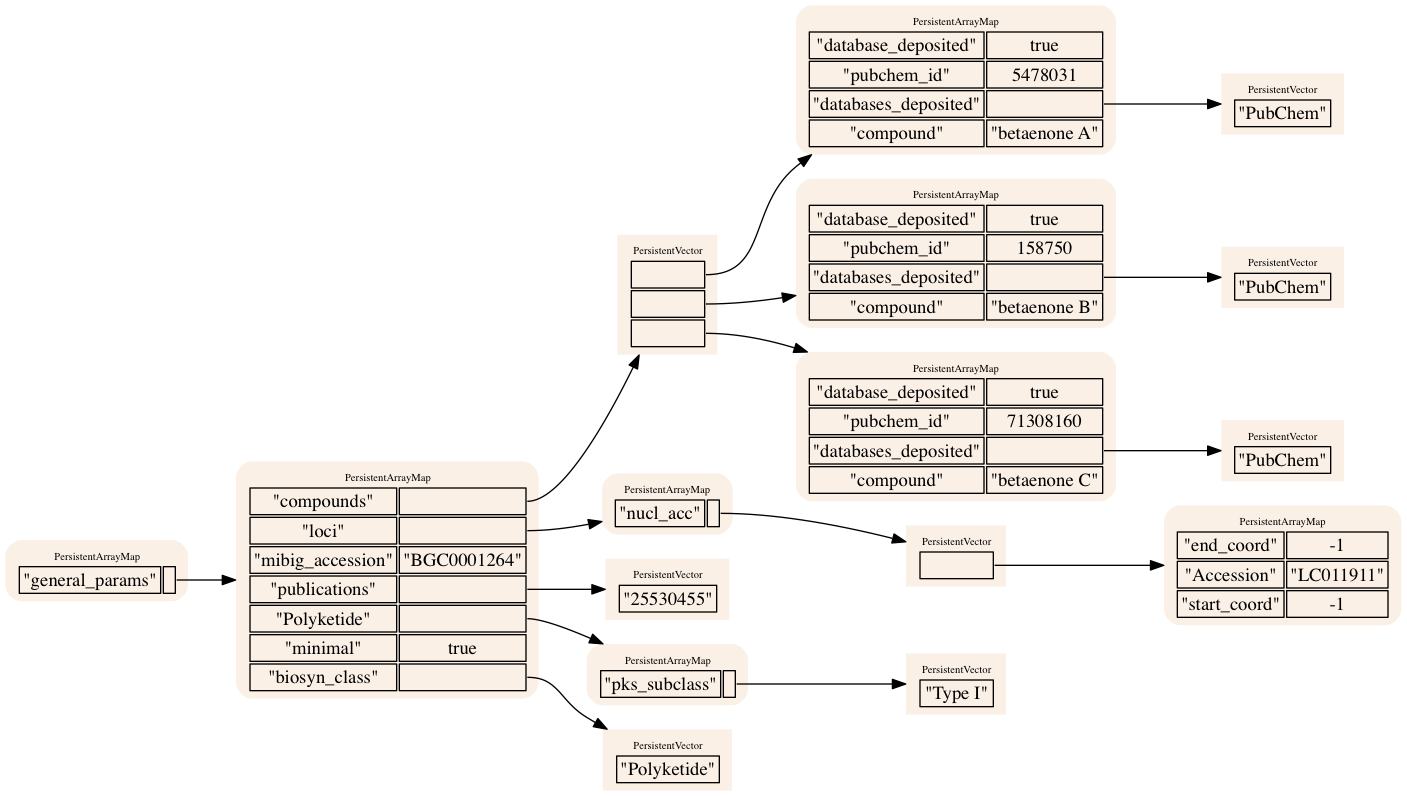 PersistentArrayMap
"database_deposited" true
"pubchem_id" 5478031
"databases_deposited"
"compound" "betaenone A"
PersistentVector
"PubChem"
PersistentArrayMap
"database_deposited" true
"pubchem_id" 158750
"databases_deposited"
"compound" "betaenone B"
PersistentVector
"PubChem"
PersistentVector
PersistentArrayMap
"database_deposited" true
"pubchem_id" 71308160
"databases_deposited"
"compound" "betaenone C"
PersistentVector
"PubChem"
PersistentArrayMap
"general_params"
PersistentArrayMap
"compounds"
"loci"
"mibig_accession" "BGC0001264"
"publications"
"Polyketide"
"minimal" true
"biosyn_class"
PersistentArrayMap
"nucl_acc"
PersistentVector
PersistentArrayMap
"end_coord" -1
"Accession" "LC011911"
"start_coord" -1
PersistentVector
"25530455"
PersistentArrayMap
"pks_subclass"
PersistentVector
"Type I"
PersistentVector
"Polyketide"